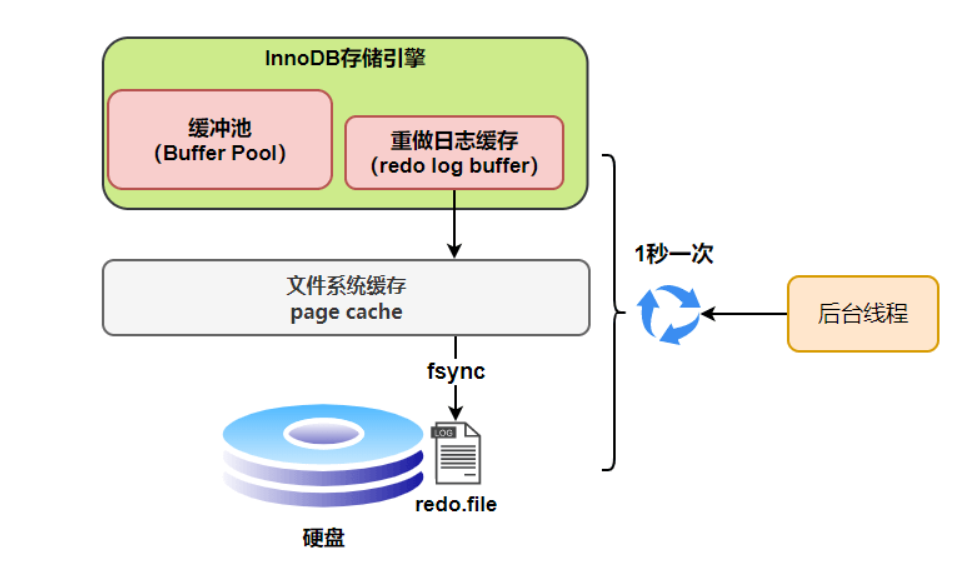 InnoDB存储引擎
缓冲池
（Buffer Pool）
重做日志缓存
（redo log buffer）
文件系统缓存
page cache
1秒一次
后台线程
fsync
LOG
redo.file
硬盘